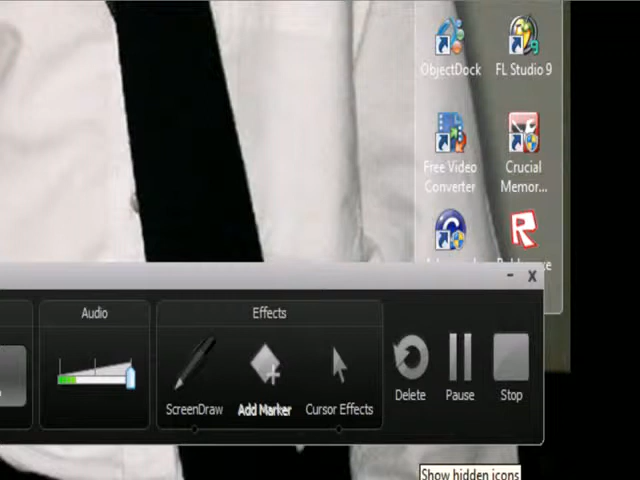 ObjectDock FL Studio 9
Free Video Converter
Crucial Memor...
Audio
Effects
ScreenDraw
Add Marker
Cursor Effects
Delete
Pause
Stop
Show hidden icons